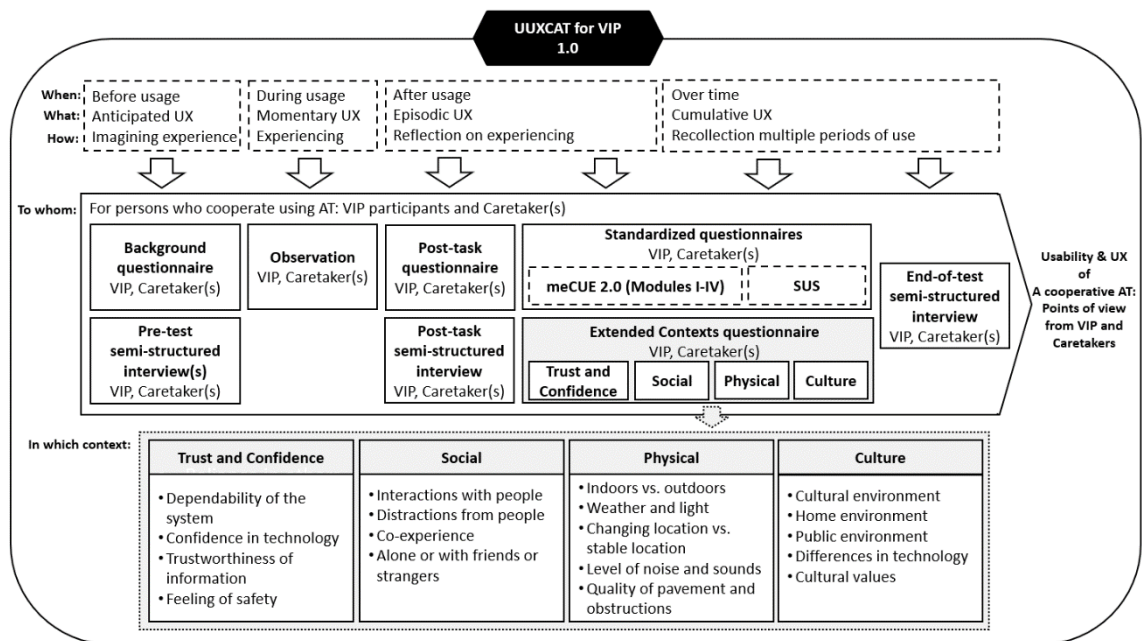 UUXCAT for VIP
1.0
When:
What:
How:
Before usage
Anticipated UX
Imagining experience
During usage
Momentary UX
Experiencing
After usage
Episodic UX
Reflection on experiencing
Over time
Cumulative UX
Recollection multiple periods of use
To whom:
For persons who cooperate using AT: VIP participants and Caretaker(s)
Background
questionnaire
VIP, Caretaker(s)
Pre-test
semi-structured
interview(s)
VIP, Caretaker(s)
Observation
VIP, Caretaker(s)
Post-task
questionnaire
VIP, Caretaker(s)
Post-task
semi-structured
interview
VIP, Caretaker(s)
Standardized questionnaires
VIP, Caretaker(s)
meCUE 2.0 (Modules I-IV)
SUS
Extended Contexts questionnaire
VIP, Caretaker(s)
Trust and
Confidence
Social
Physical
Culture
End-of-test
semi-structured
interview
VIP, Caretaker(s)
Usability & UX
of
A cooperative AT:
Points of view
from VIP and
Caretakers
In which context:
Trust and Confidence
• Dependability of the
system
• Confidence in technology
• Trustworthiness of
information
• Feeling of safety
Social
• Interactions with people
• Distractions from people
• Co-experience
• Alone or with friends or
strangers
Physical
• Indoors vs. outdoors
• Weather and light
• Changing location vs.
stable location
• Level of noise and sounds
• Quality of pavement and
obstructions
Culture
• Cultural environment
• Home environment
• Public environment
• Differences in technology
• Cultural values